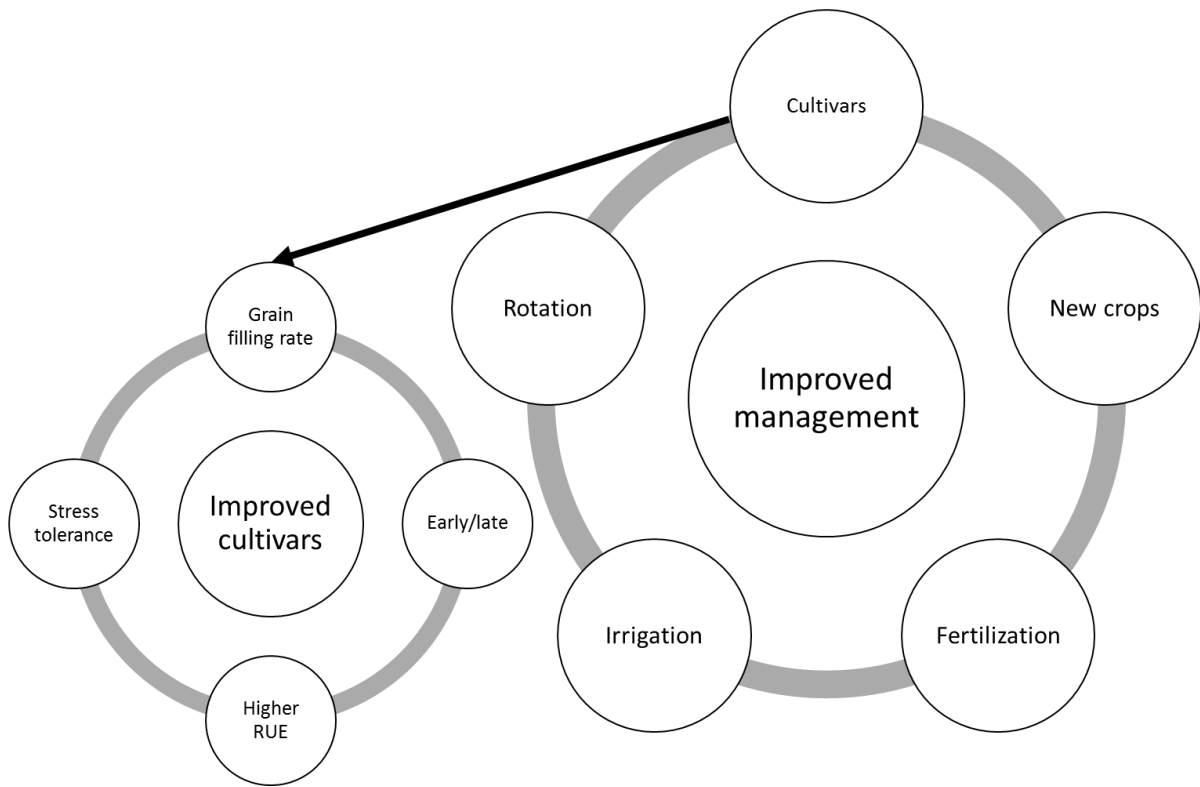 Cultivars
Rotation
New crops
Improved
management
Irrigation
Fertilization
Grain
filling rate
Stress
tolerance
Improved
cultivars
Early/late
Higher
RUE